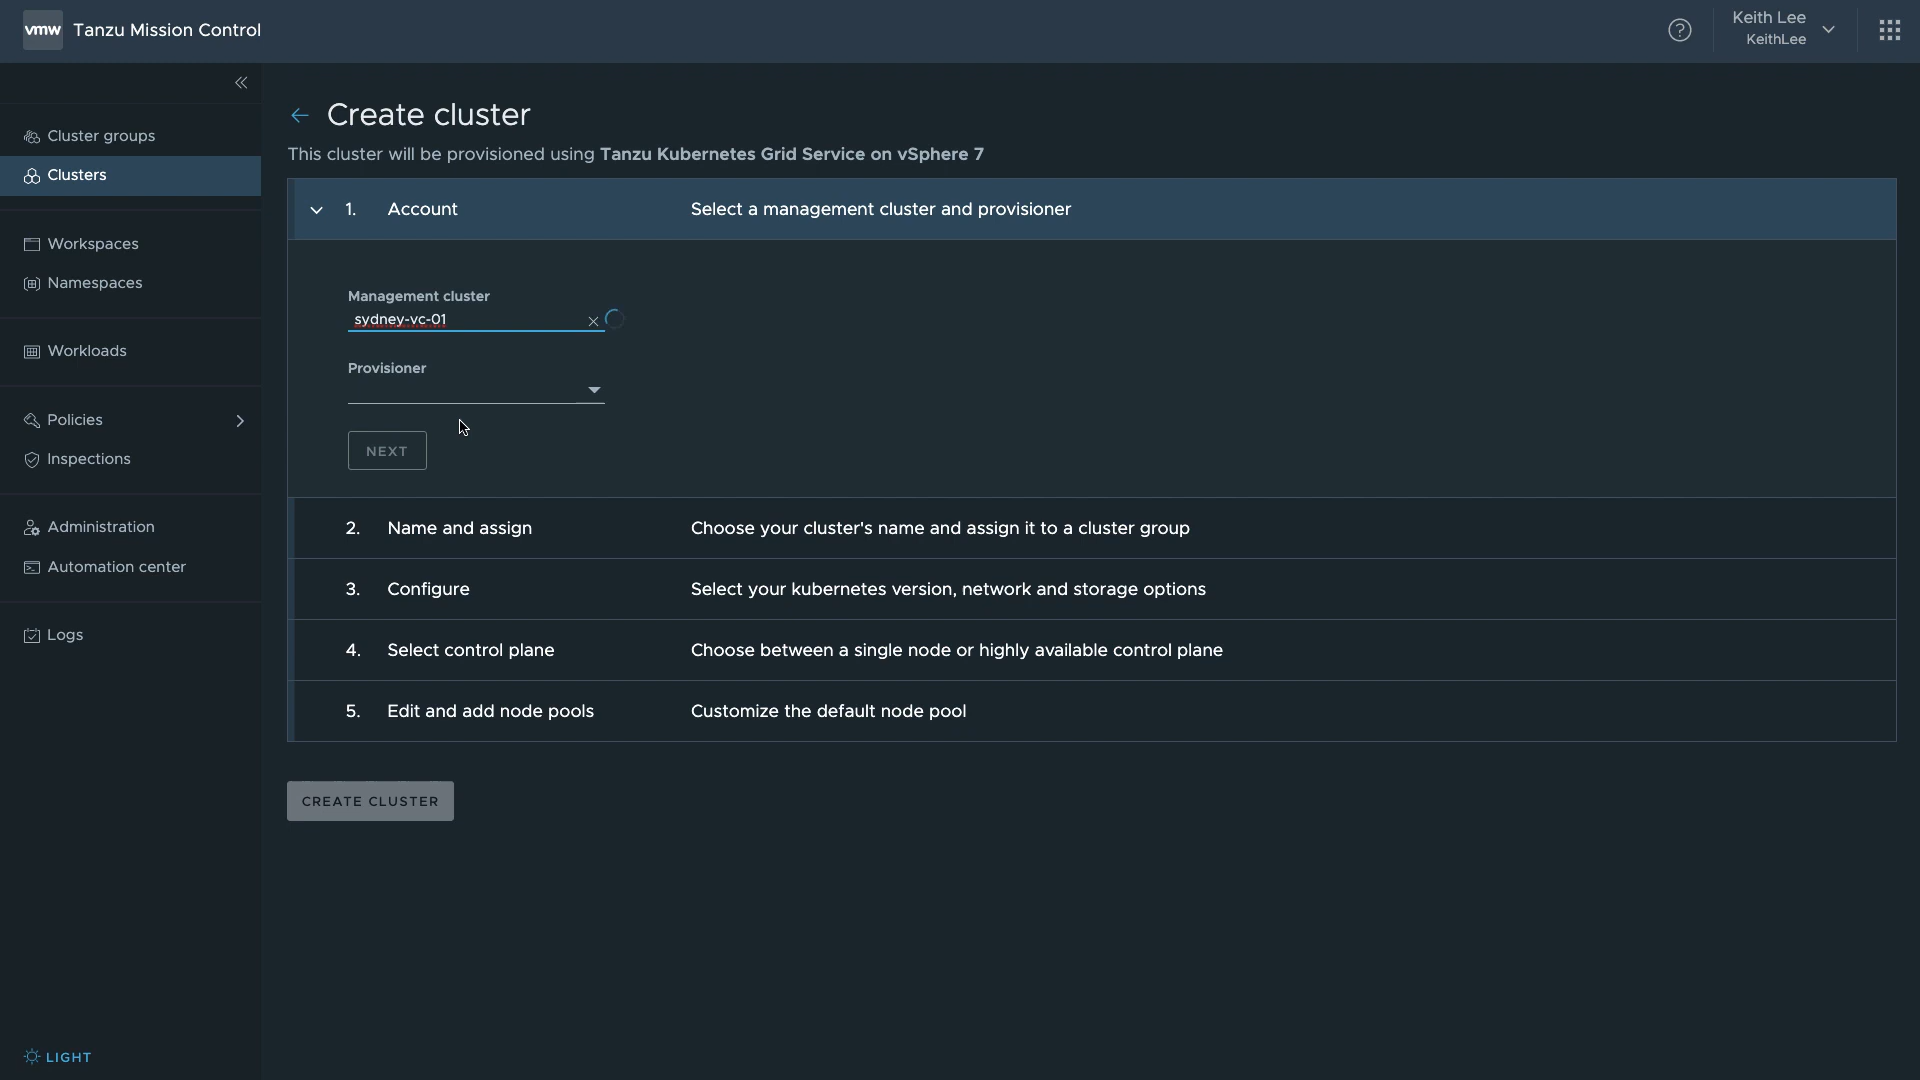 vmw Tanzu Mission Control
Keith Lee
KeithLee
Cluster groups
Clusters
Workspaces
Namespaces
Workloads
Policies
Inspections
Administration
Automation center
Logs
LIGHT
Create cluster
This cluster will be provisioned using Tanzu Kubernetes Grid Service on vSphere 7
1. Account Select a management cluster and provisioner
Management cluster
sydney-vc-01
Provisioner
NEXT
2. Name and assign Choose your cluster's name and assign it to a cluster group
3. Configure Select your kubernetes version, network and storage options
4. Select control plane Choose between a single node or highly available control plane
5. Edit and add node pools Customize the default node pool
CREATE CLUSTER